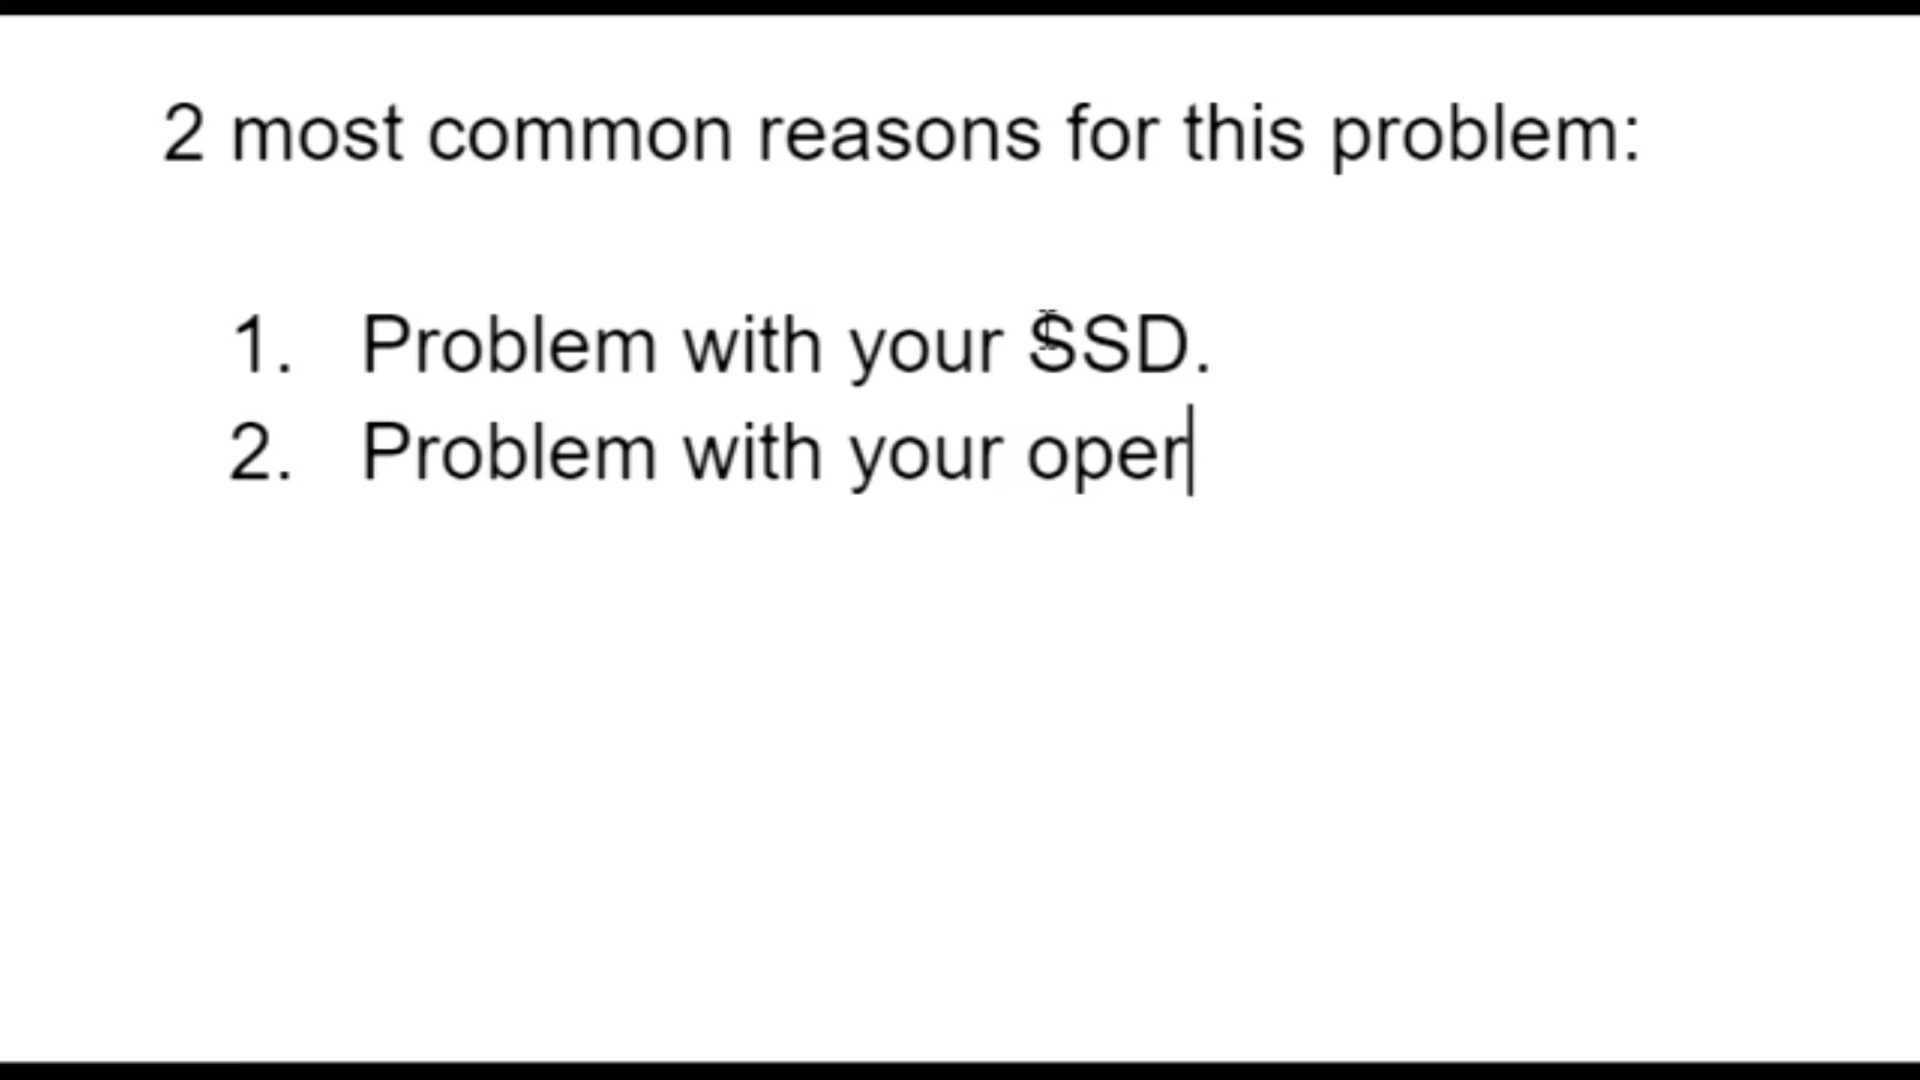 2 most common reasons for this problem:
1. Problem with your SSD.
2. Problem with your oper